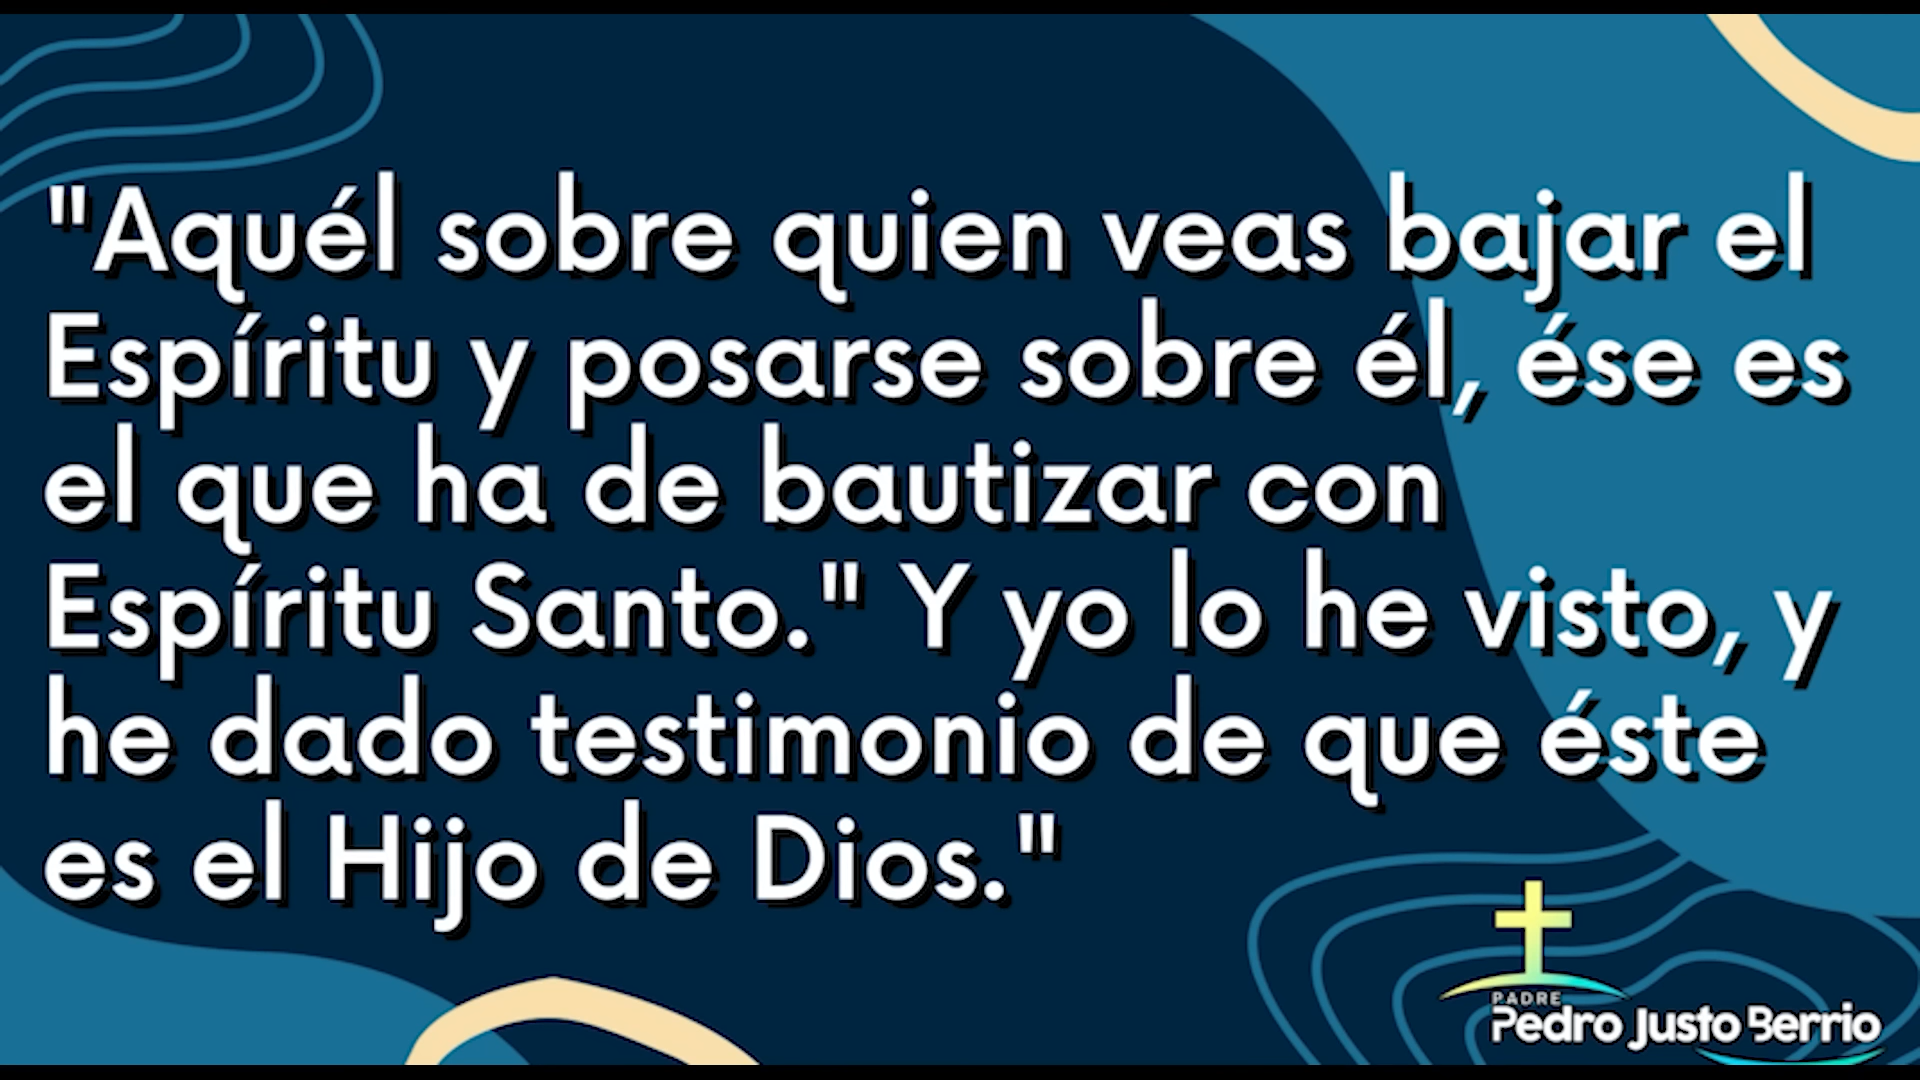 "Aquél sobre quien veas bajar el
Espíritu y posarse sobre él, ése es
el que ha de bautizar con
Espíritu Santo." Y yo lo he visto, y
he dado testimonio de que éste
es el Hijo de Dios."
PADRE
Pedro Justo Berrio